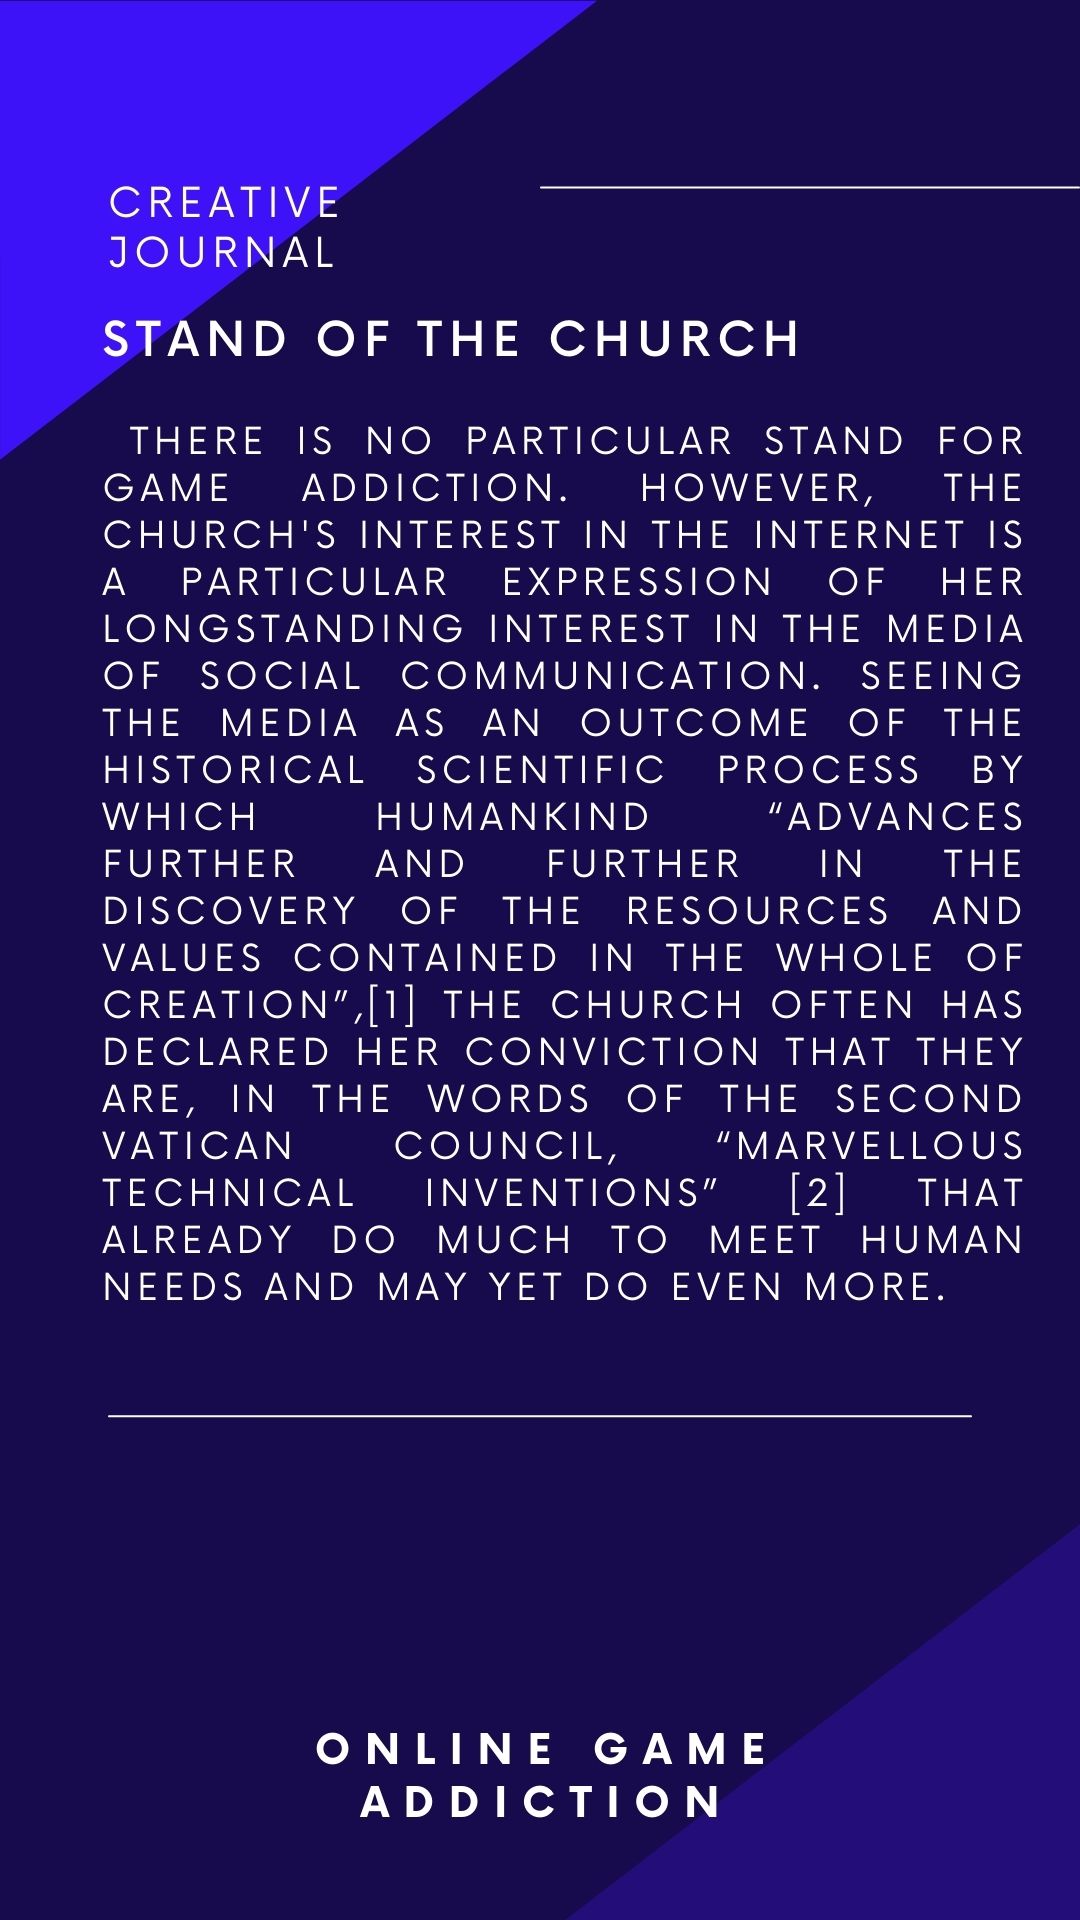 CREATIVE
JOURNAL
STAND OF THE CHURCH
THERE IS NO PARTICULAR STAND FOR
GAME ADDICTION. HOWEVER, THE
CHURCH'S INTEREST IN THE INTERNET IS
A PARTICULAR EXPRESSION OF HER
LONGSTANDING INTEREST IN THE MEDIA
OF SOCIAL COMMUNICATION. SEEING
THE MEDIA AS AN OUTCOME OF THE
HISTORICAL SCIENTIFIC PROCESS BY
WHICH HUMANKIND “ADVANCES
FURTHER AND FURTHER IN THE
DISCOVERY OF THE RESOURCES AND
VALUES CONTAINED IN THE WHOLE OF
CREATION”,[1] THE CHURCH OFTEN HAS
DECLARED HER CONVICTION THAT THEY
ARE, IN THE WORDS OF THE SECOND
VATICAN COUNCIL, “MARVELLOUS
TECHNICAL INVENTIONS” [2] THAT
ALREADY DO MUCH TO MEET HUMAN
NEEDS AND MAY YET DO EVEN MORE.
ONLINE GAME
ADDICTION